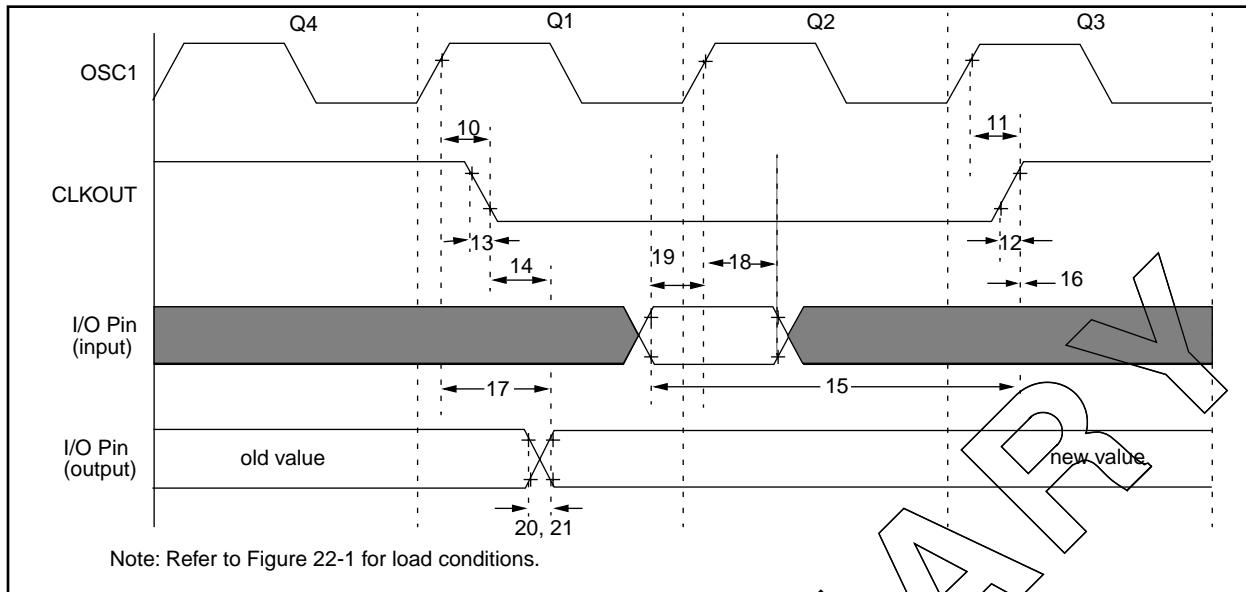 Q4 Q1 Q2 Q3
OSC1
10 11
CLKOUT
13 12
14 19 18 16
I/O Pin
(input)
17 15
I/O Pin
(output)
old value new value
20, 21
Note: Refer to Figure 22-1 for load conditions.
A R Y